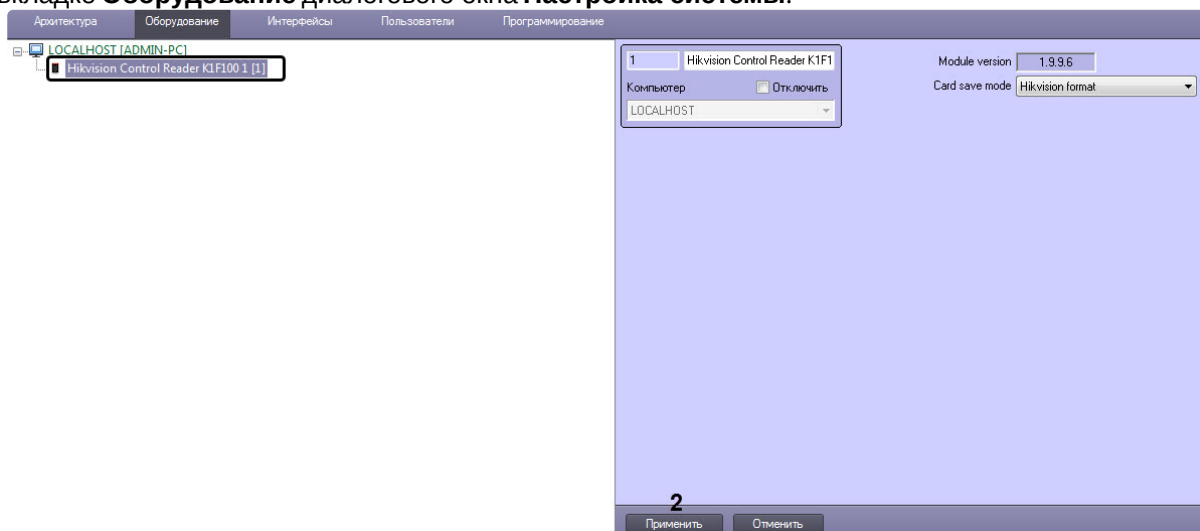 вкладке Оборудование диалогового окна Настройка системы.
Архитектура Оборудование Интерфейсы Пользователи Программирование
LOCALHOST [ADMIN-PC]
Hikvision Control Reader K1F100 1 [1]
1 Hikvision Control Reader K1F1
Компьютер Отключить
LOCALHOST
Module version 1.9.9.6
Card save mode Hikvision format
2
Применить Отменить